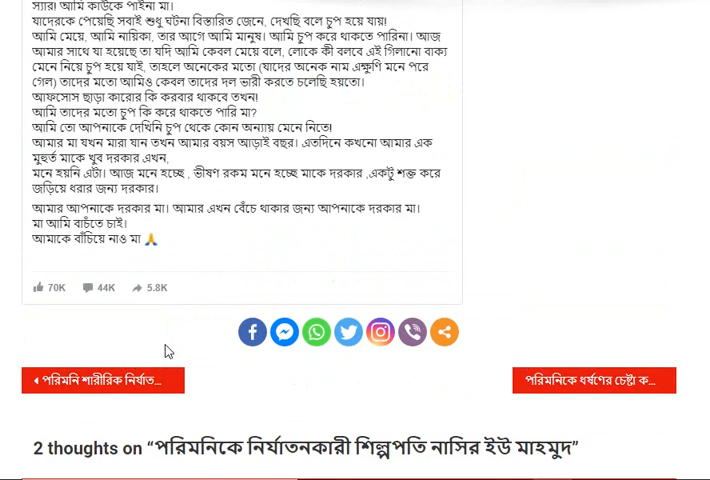 স্যার! আমি কাউকে পাইনা মা।
যাদেরকে পেয়েছি সবাই শুধু ঘটনা বিস্তারিত জেনে, দেখছি বলে চুপ হয়ে যায়!
আমি মেয়ে, আমি নায়িকা, তার আগে আমি মানুষ। আমি চুপ করে থাকতে পারিনা। আজ
আমার সাথে যা হয়েছে তা যদি আমি কেবল মেয়ে বলে, লোকে কী বলবে এই গিলানো বাক্য
মেনে নিয়ে চুপ হয়ে যাই, তাহলে অনেকের মতো (যাদের অনেক নাম এক্ষুণি মনে পরে
গেল) তাদের মতো আমিও কেবল তাদের দল ভারী করতে চলেছি হয়তো।
আফসোস ছাড়া কারোর কি করবার থাকবে তখন!
আমি তাদের মতো চুপ কি করে থাকতে পারি মা?
আমি তো আপনাকে দেখিনি চুপ থেকে কোন অন্যায় মেনে নিতে!
আমার মা যখন মারা যান তখন আমার বয়স আড়াই বছর। এতদিনে কখনো আমার এক
মুহুর্ত মাকে খুব দরকার এখন,
মনে হয়নি এটা। আজ মনে হচ্ছে , ভীষণ রকম মনে হচ্ছে মাকে দরকার ,একটু শক্ত করে
জড়িয়ে ধরার জন্য দরকার।
আমার আপনাকে দরকার মা। আমার এখন বেঁচে থাকার জন্য আপনাকে দরকার মা।
মা আমি বাচঁতে চাই।
আমাকে বাঁচিয়ে নাও মা 🙏
70K 44K 5.8K
পরিমনি শারীরিক নির্যাত...
পরিমনিকে ধর্ষণের চেষ্টা ক...
2 thoughts on “পরিমনিকে নির্যাতনকারী শিল্পপতি নাসির ইউ মাহমুদ”